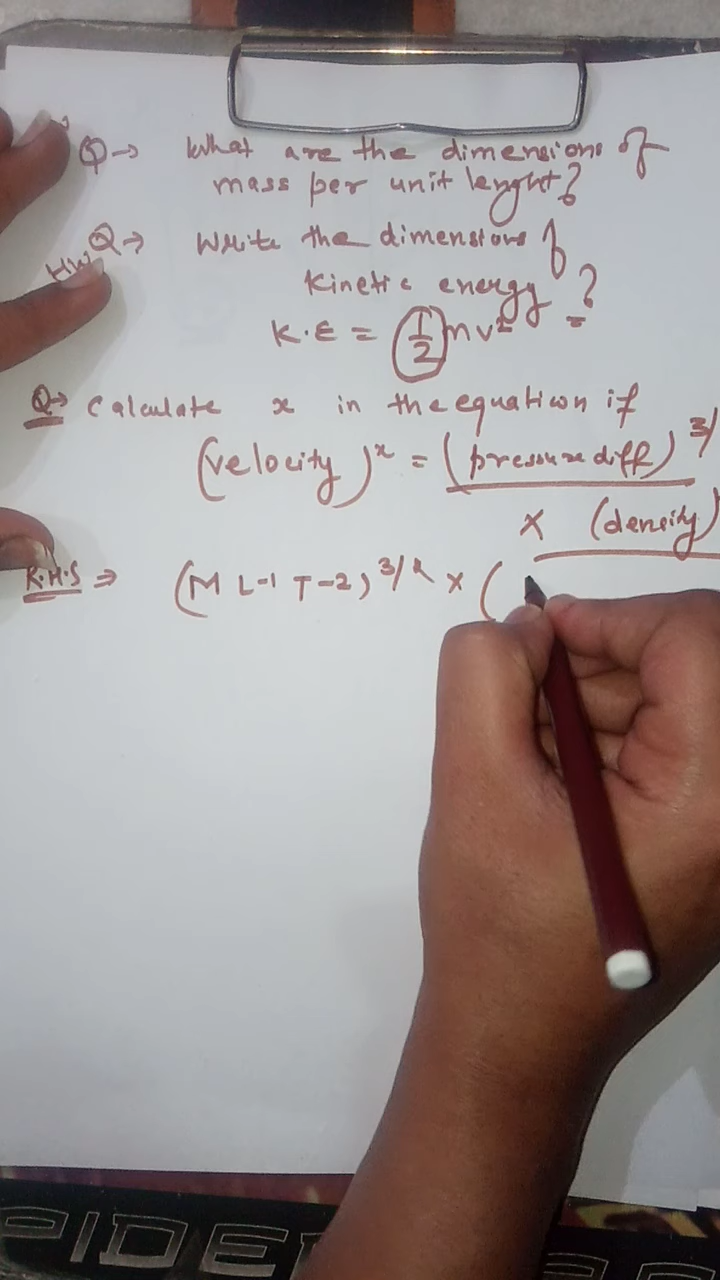 Q→ What are the dimensions of
mass per unit lenght?
HW Q→ Write the dimensions of
Kinetic energy?
K.E = 1/2 mv²
Q→ Calculate x in the equation if
(velocity)^x = (pressure diff)^3/
× (density)
R.H.S ⇒ (M L-1 T-2)^3/2 × (
PIDE